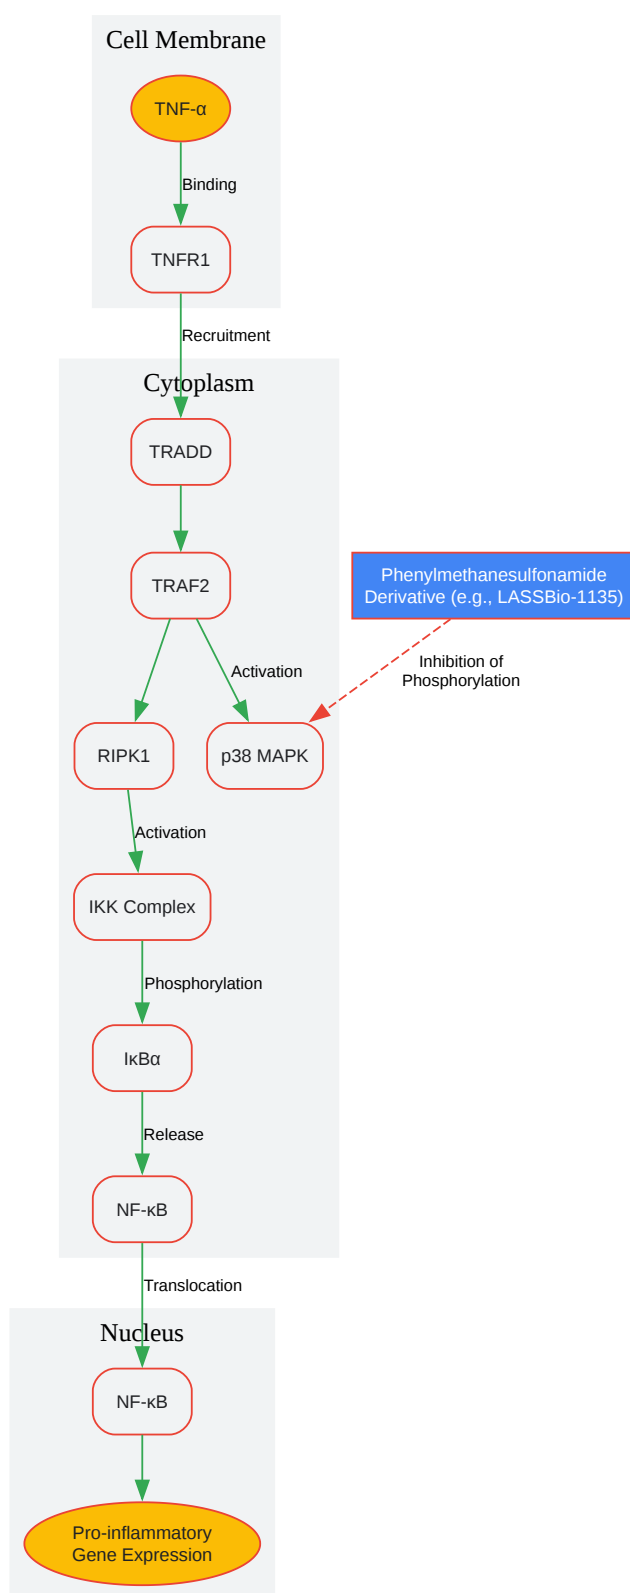 Cell Membrane
TNF-α
Binding
TNFR1
Recruitment
Cytoplasm
TRADD
TRAF2
Phenylmethanesulfonamide
Derivative (e.g., LASSBio-1135)
Activation
Inhibition of
Phosphorylation
RIPK1
p38 MAPK
Activation
IKK Complex
Phosphorylation
IκBα
Release
NF-κB
Translocation
Nucleus
NF-κB
Pro-inflammatory
Gene Expression